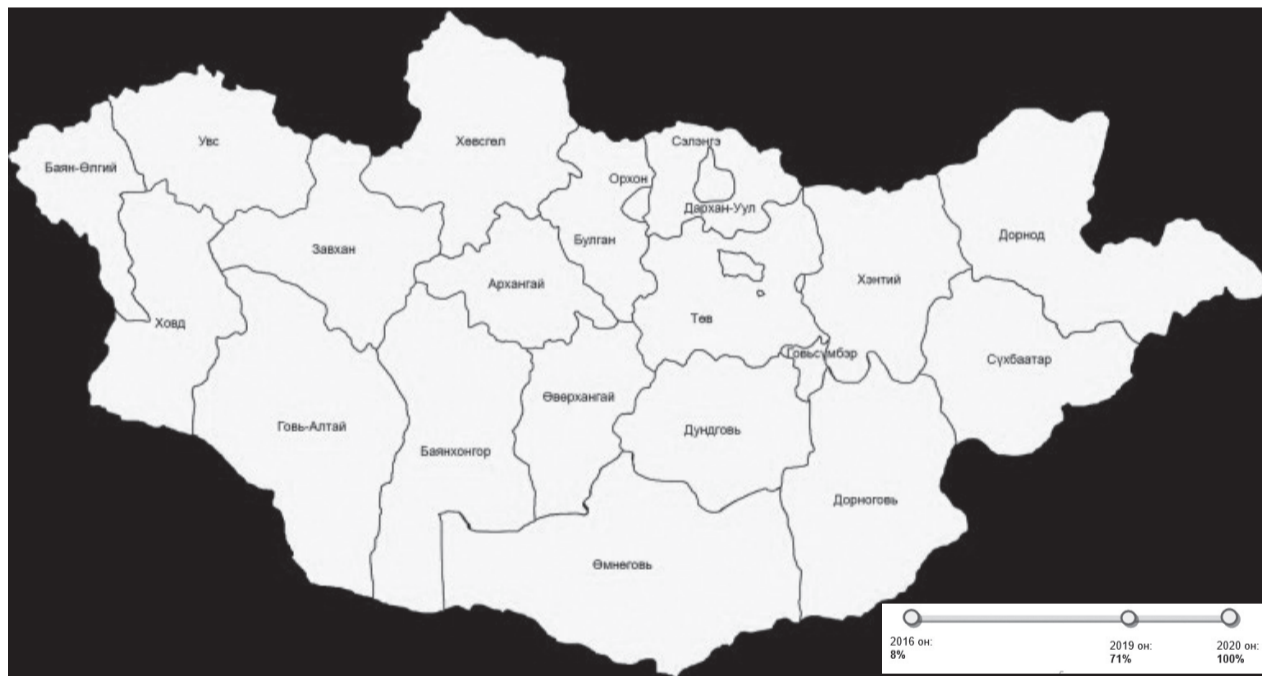 Увс
Хөвсгөл
Сэлэнгэ
Баян-Өлгий
Орхон
Дархан-Уул
Завхан
Булган
Дорнод
Архангай
Хэнтий
Ховд
Төв
Говьсүмбэр
Сүхбаатар
Өвөрхангай
Говь-Алтай
Дундговь
Баянхонгор
Дорноговь
Өмнөговь
2016 он:
8%
2019 он:
71%
2020 он:
100%